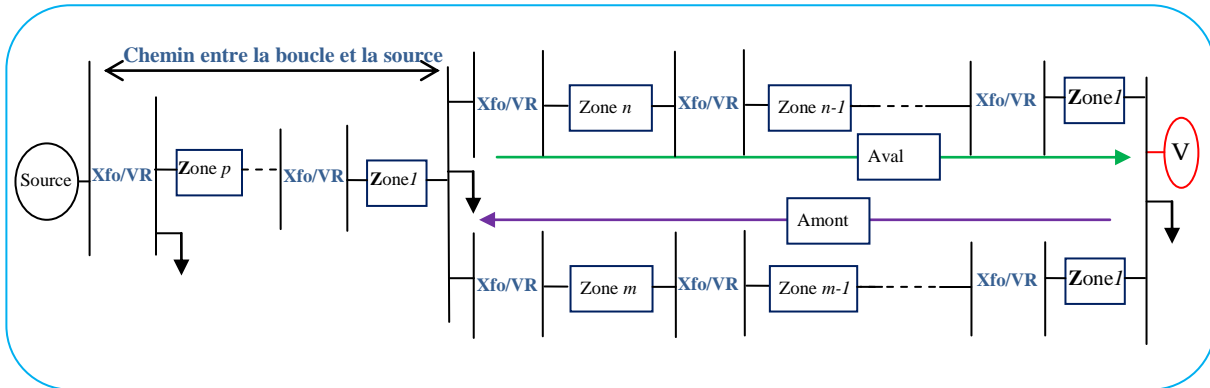 Chemin entre la boucle et la source
Xfo/VR Zone n Xfo/VR Zone n-1 Xfo/VR Zone1
Aval
V
Source Xfo/VR Zone p Xfo/VR Zone1
Amont
Xfo/VR Zone m Xfo/VR Zone m-1 Xfo/VR Zone1